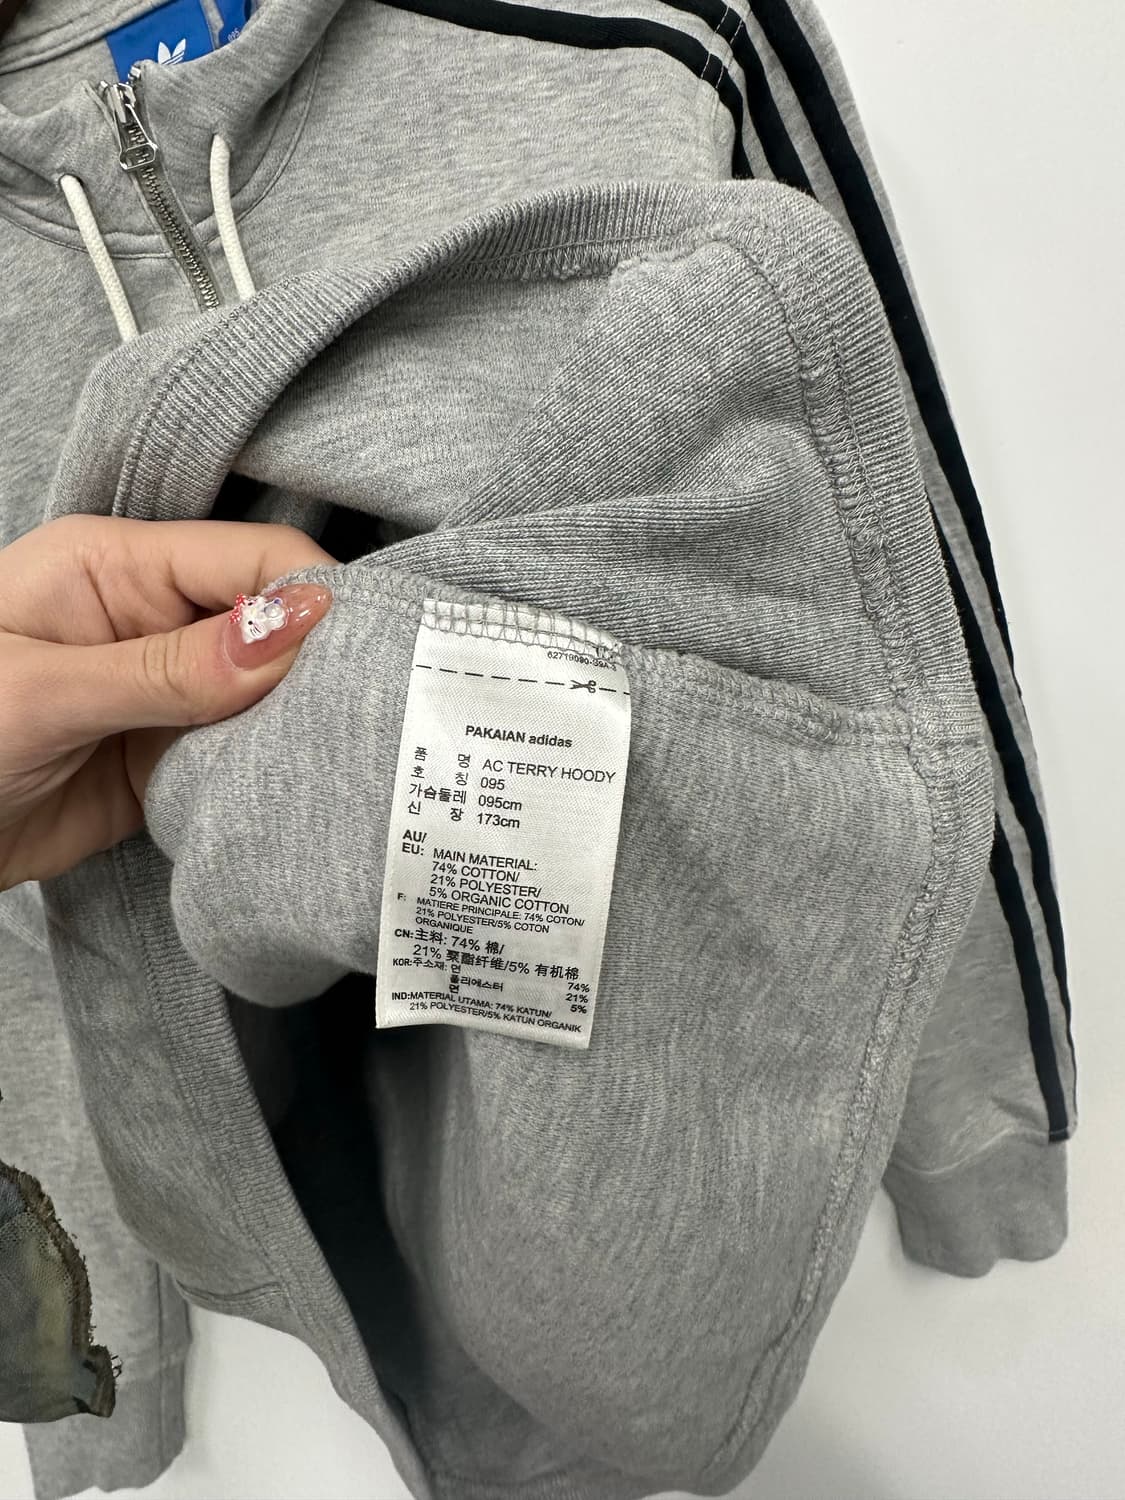 095
PAKAIAN adidas
품 명 AC TERRY HOODY
호 칭 095
가슴둘레 095cm
신 장 173cm
AU/
EU: MAIN MATERIAL:
74% COTTON/
21% POLYESTER/
5% ORGANIC COTTON
F: MATIERE PRINCIPALE: 74% COTON/
21% POLYESTER/5% COTON
ORGANIQUE
CN:主料: 74% 棉/
21% 聚酯纤维/5% 有机棉
KOR:주소재: 면 74%
폴리에스터 21%
면 5%
IND:MATERIAL UTAMA: 74% KATUN/
21% POLYESTER/5% KATUN ORGANIK